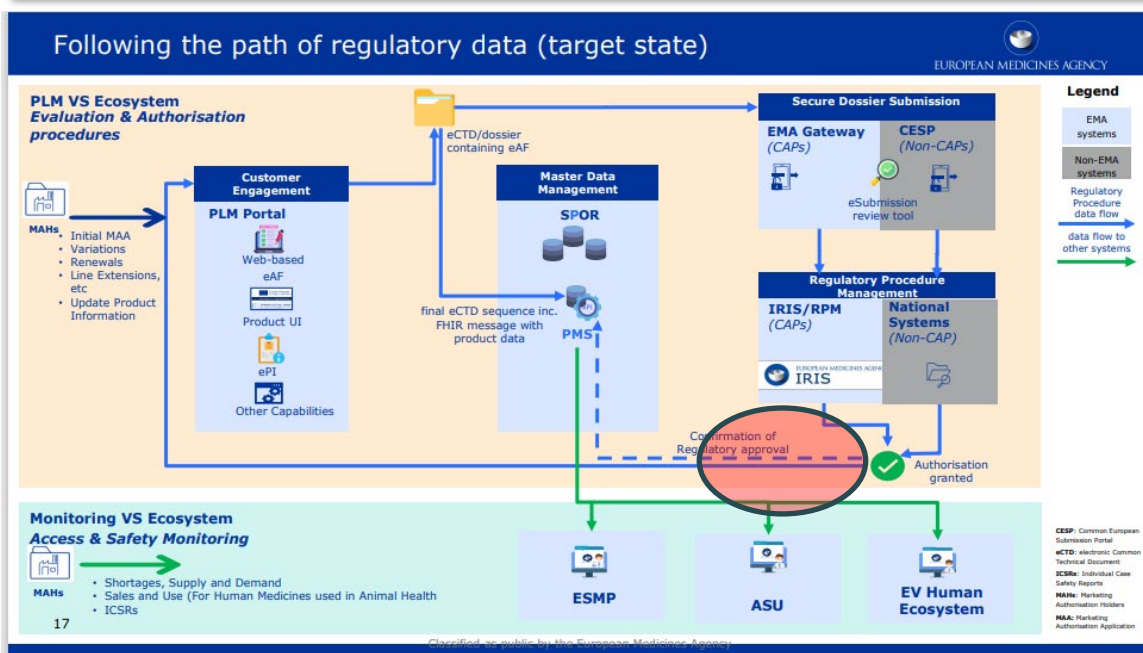 Following the path of regulatory data (target state)
EUROPEAN MEDICINES AGENCY
PLM VS Ecosystem
Evaluation & Authorisation
procedures
MAHs
• Initial MAA
• Variations
• Renewals
• Line Extensions,
etc
• Update Product
Information
Customer
Engagement
PLM Portal
Web-based
eAF
Product UI
ePI
Other Capabilities
eCTD/dossier
containing eAF
Master Data
Management
SPOR
final eCTD sequence inc.
FHIR message with
product data
PMS
Secure Dossier Submission
EMA Gateway
(CAPs)
CESP
(Non-CAPs)
eSubmission
review tool
Regulatory Procedure
Management
IRIS/RPM
(CAPs)
National
Systems
(Non-CAP)
IRIS
Confirmation of
Regulatory approval
Authorisation
granted
Legend
EMA
systems
Non-EMA
systems
Regulatory
Procedure
data flow
data flow to
other systems
Monitoring VS Ecosystem
Access & Safety Monitoring
MAHs
• Shortages, Supply and Demand
• Sales and Use (For Human Medicines used in Animal Health
• ICSRs
ESMP
ASU
EV Human
Ecosystem
CESP: Common European
Submission Portal
eCTD: electronic Common
Technical Document
ICSRs: Individual Case
Safety Reports
MAHs: Marketing
Authorisation Holders
MAA: Marketing
Authorisation Application
17
Classified as public by the European Medicines Agency